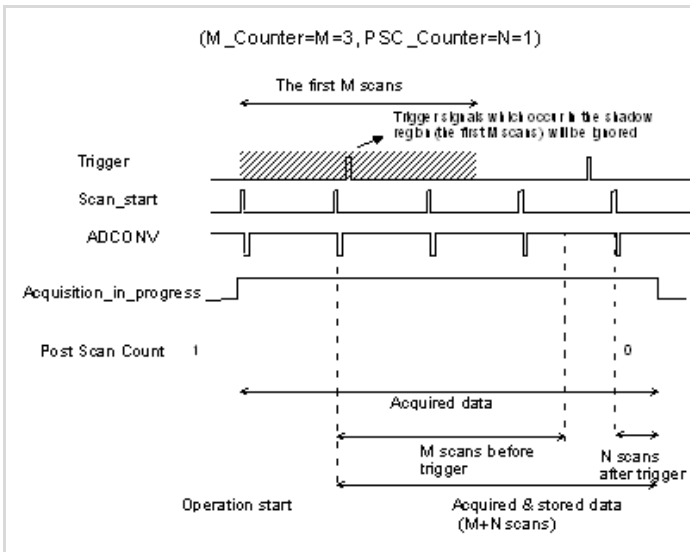 (M_Counter=M=3, PSC_Counter=N=1)
The first M scans
Trigger signals which occur in the shadow
region (the first M scans) will be ignored
Trigger
Scan_start
ADCONV
Acquisition_in_progress
Post Scan Count 1 0
Acquired data
M scans before
trigger
N scans
after trigger
Operation start
Acquired & stored data
(M+N scans)